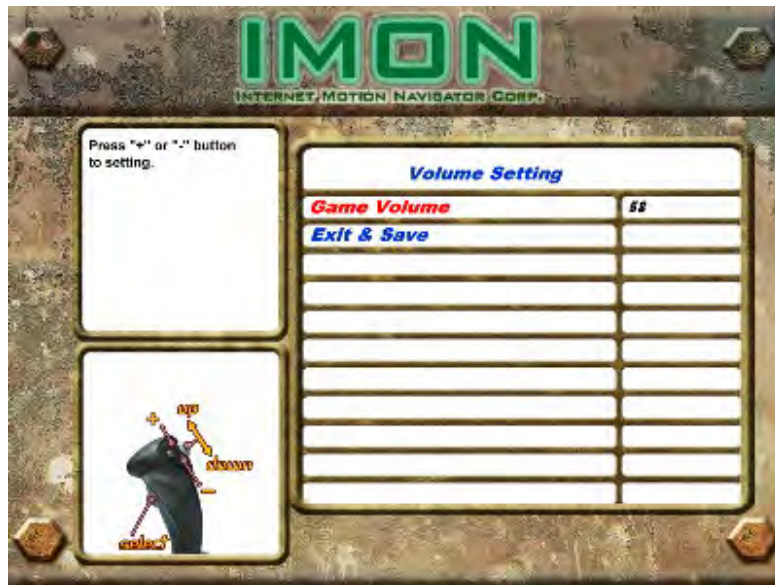 IMON
INTERNET MOTION NAVIGATOR CORP.
Press "+" or "-" button
to setting.
Volume Setting
Game Volume
Exit & Save
+
up
down
-
select